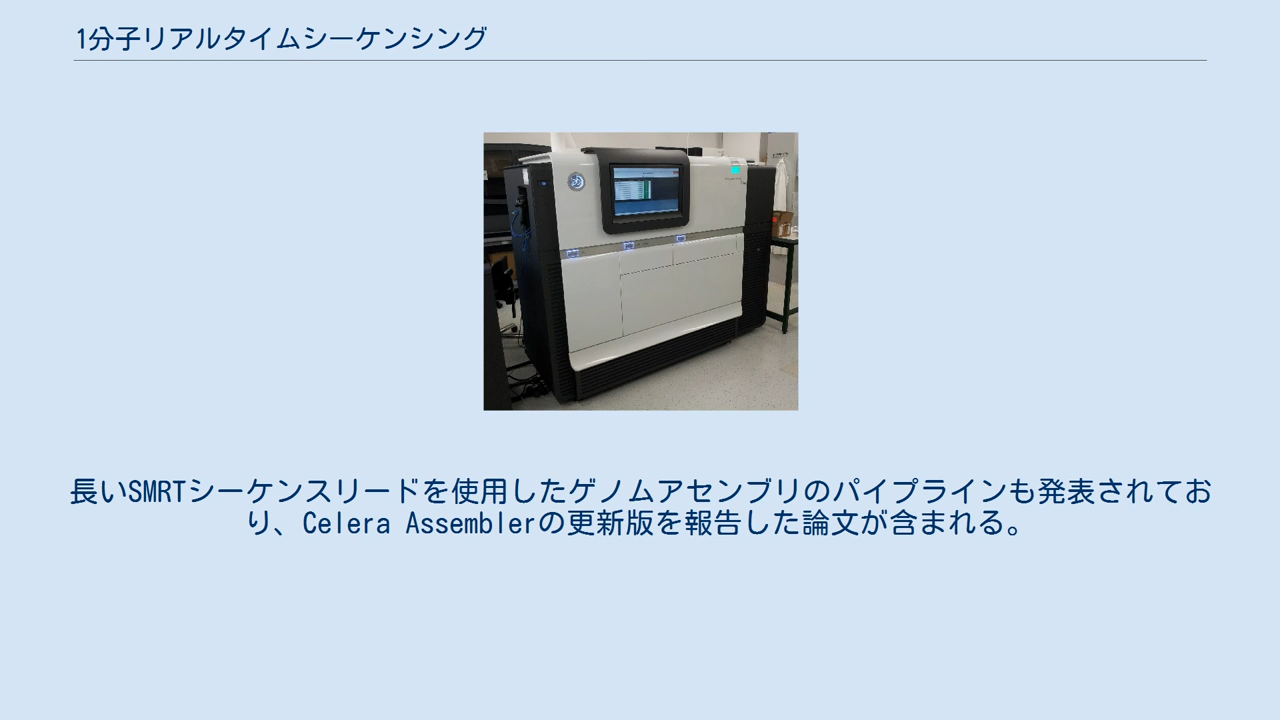 1分子リアルタイムシーケンシング
長いSMRTシーケンスリードを使用したゲノムアセンブリのパイプラインも発表されてお
り、Celera Assemblerの更新版を報告した論文が含まれる。